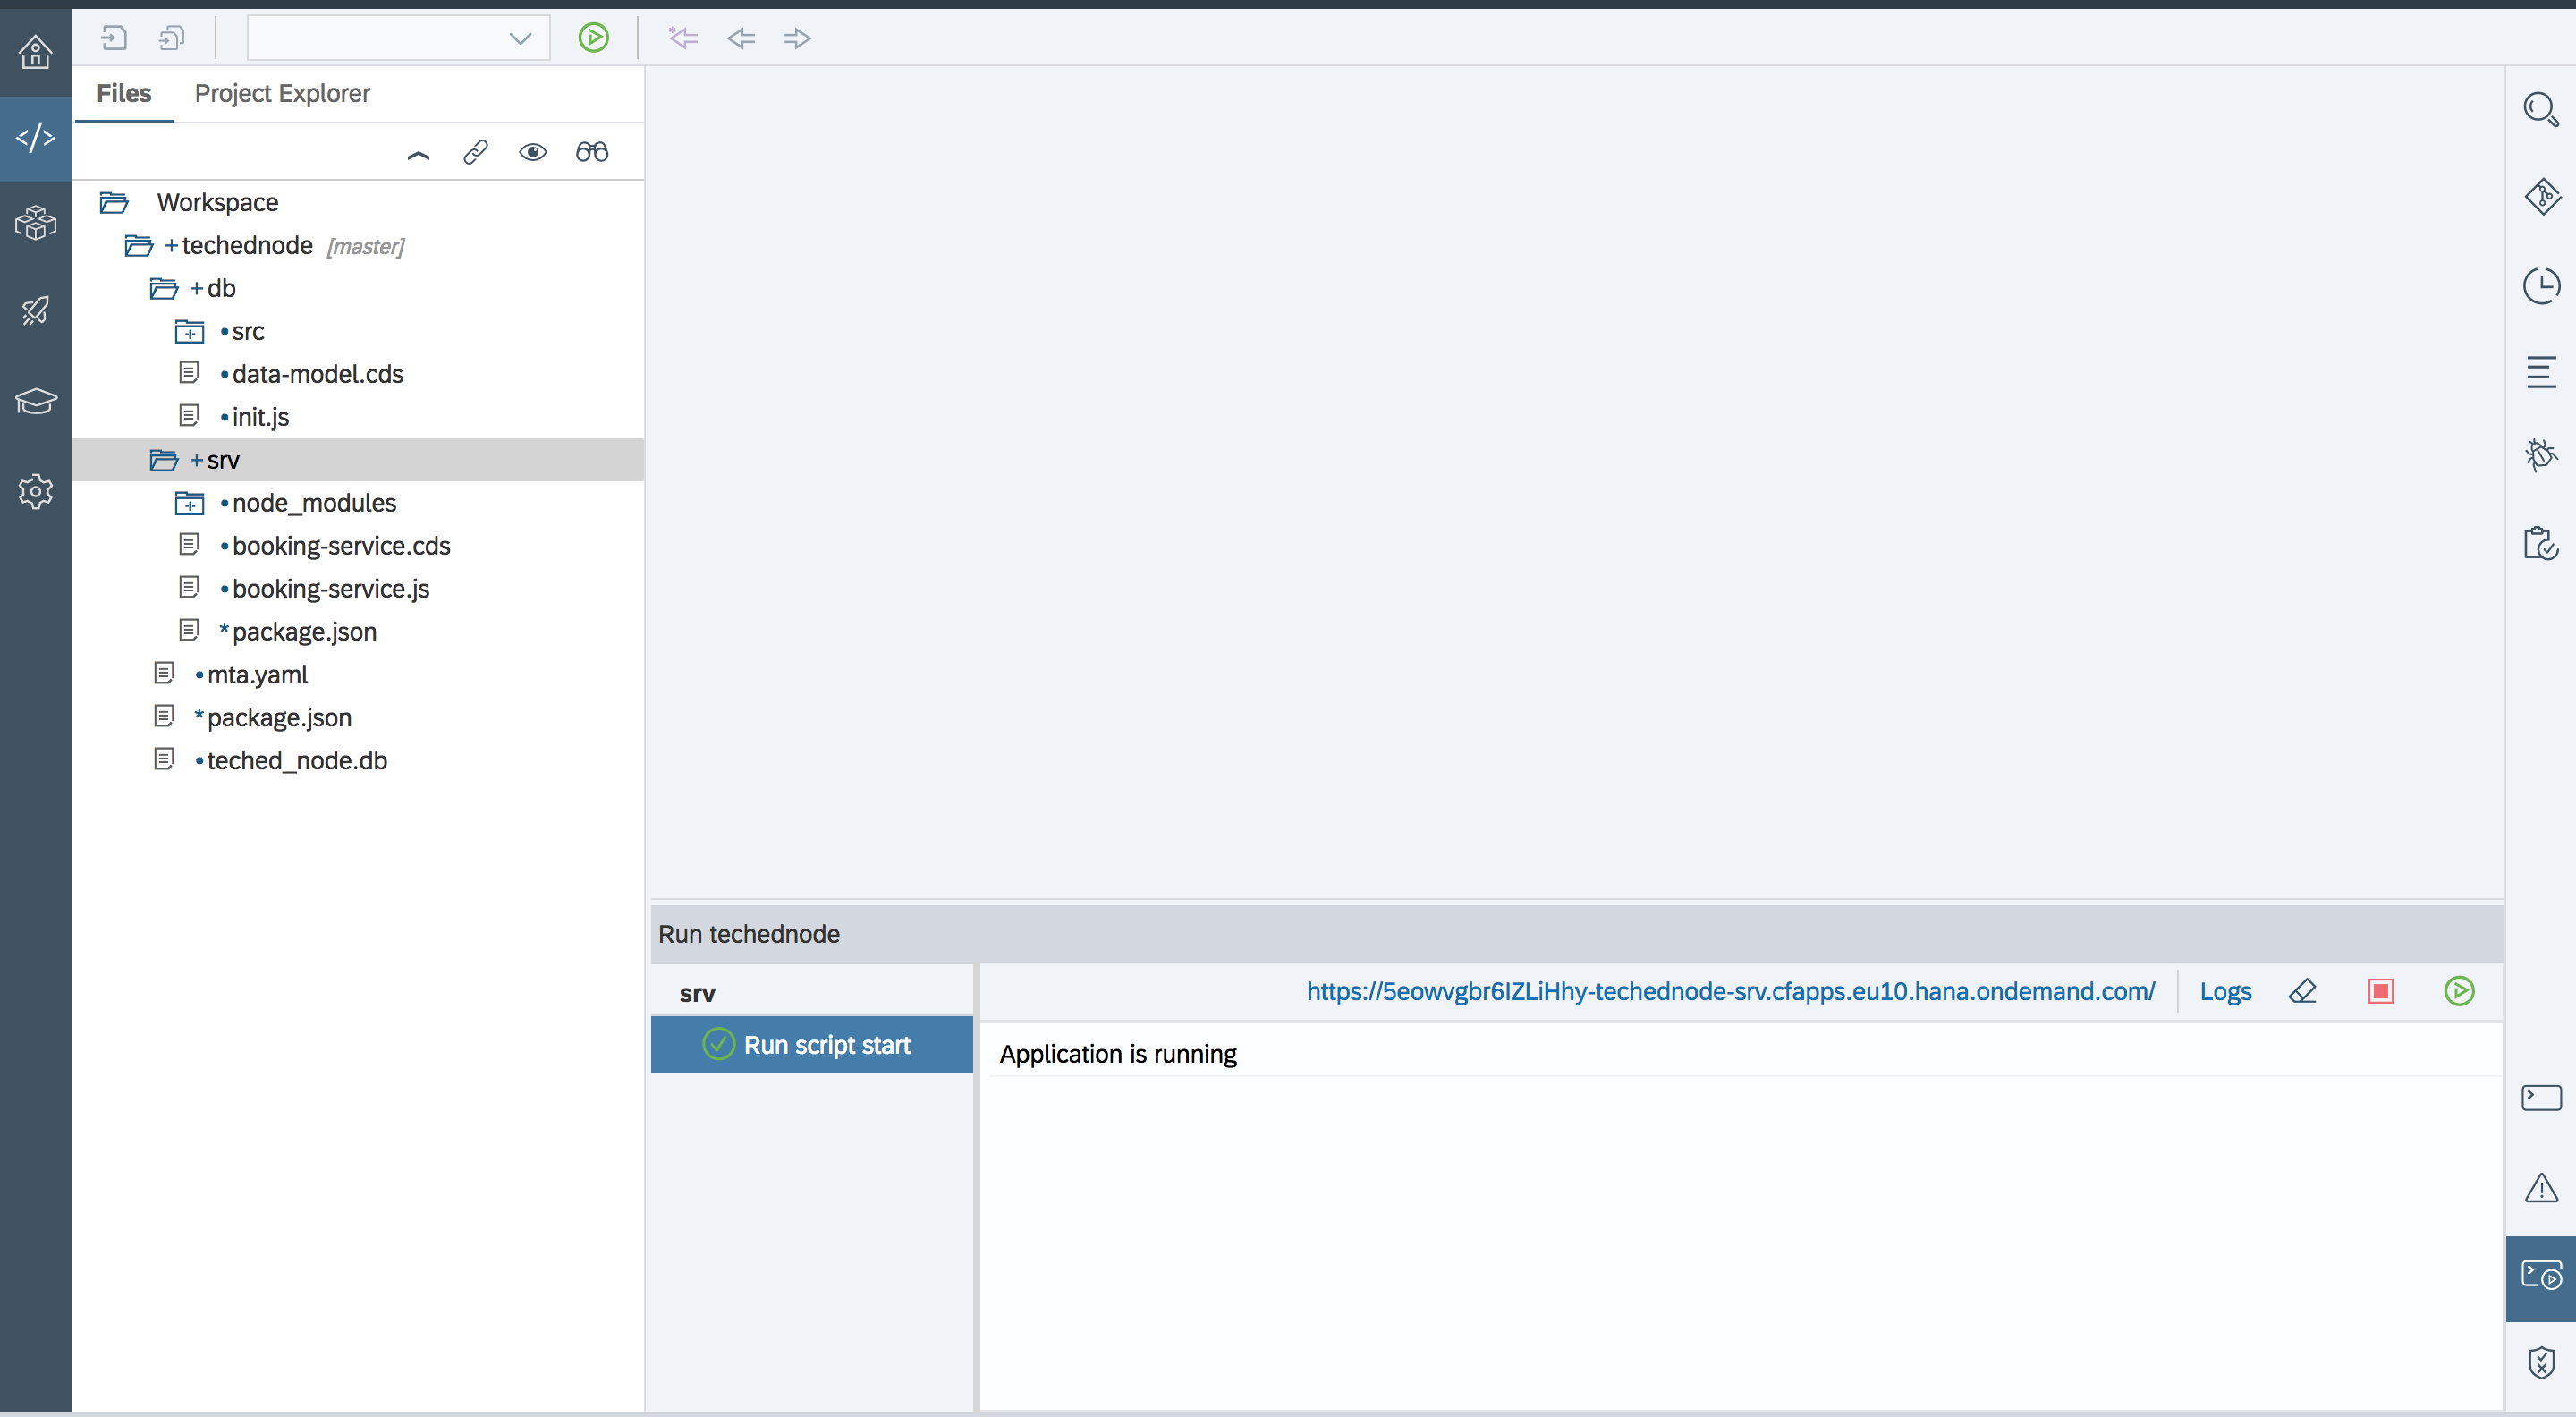 Files Project Explorer
Workspace
+ technednode [master]
+ db
• src
• data-model.cds
• init.js
+ srv
• node_modules
• booking-service.cds
• booking-service.js
* package.json
• mta.yaml
* package.json
• teched_node.db
Run techednode
srv
https://5eowvgbr6IZLiHhy-techednode-srv.cfapps.eu10.hana.ondemand.com/ Logs
Run script start
Application is running